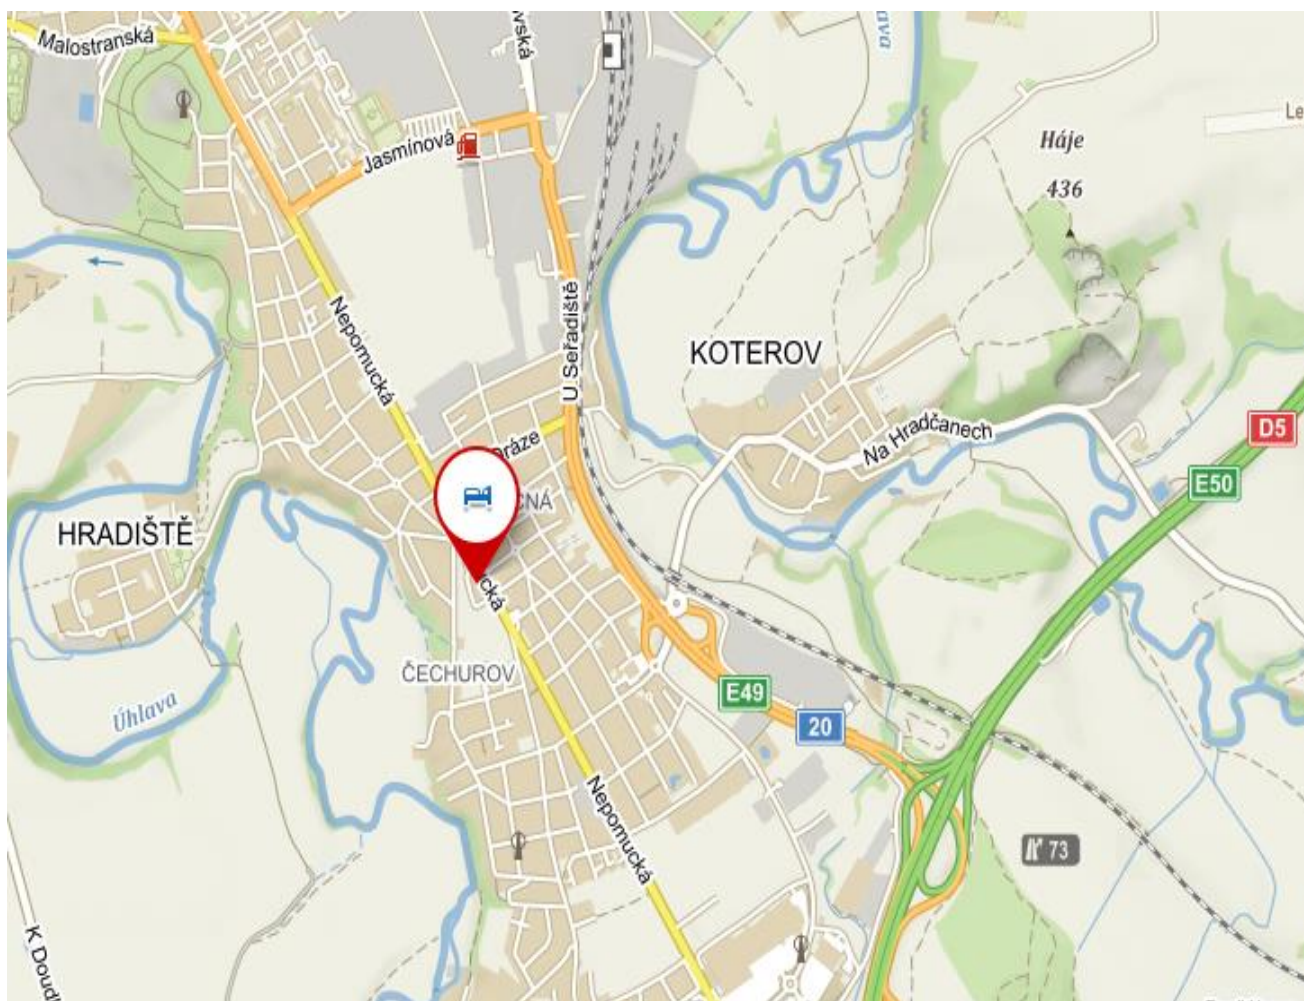 Malostranská
Jasmínová
Háje
436
Nepomucká
U Seřadiště
KOTEROV
Na Hradčanech
D5
E50
HRADIŠTĚ
ČECHUROV
Úhlava
E49
20
Nepomucká
73